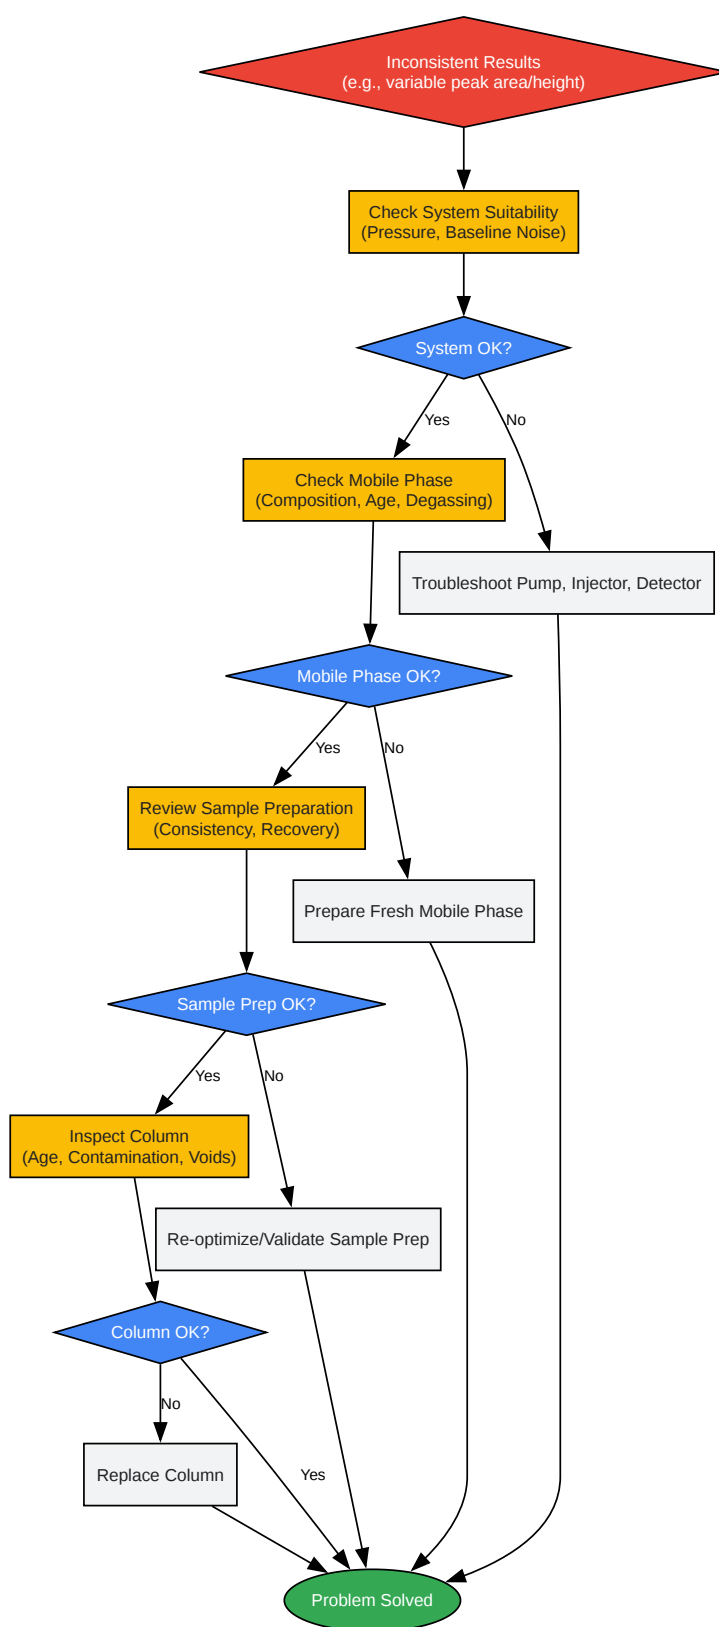 Inconsistent Results
(e.g., variable peak area/height)
Check System Suitability
(Pressure, Baseline Noise)
System OK?
Yes
No
Check Mobile Phase
(Composition, Age, Degassing)
Troubleshoot Pump, Injector, Detector
Mobile Phase OK?
Yes
No
Review Sample Preparation
(Consistency, Recovery)
Prepare Fresh Mobile Phase
Sample Prep OK?
Yes
No
Inspect Column
(Age, Contamination, Voids)
Re-optimize/Validate Sample Prep
Column OK?
No
Replace Column
Yes
Problem Solved